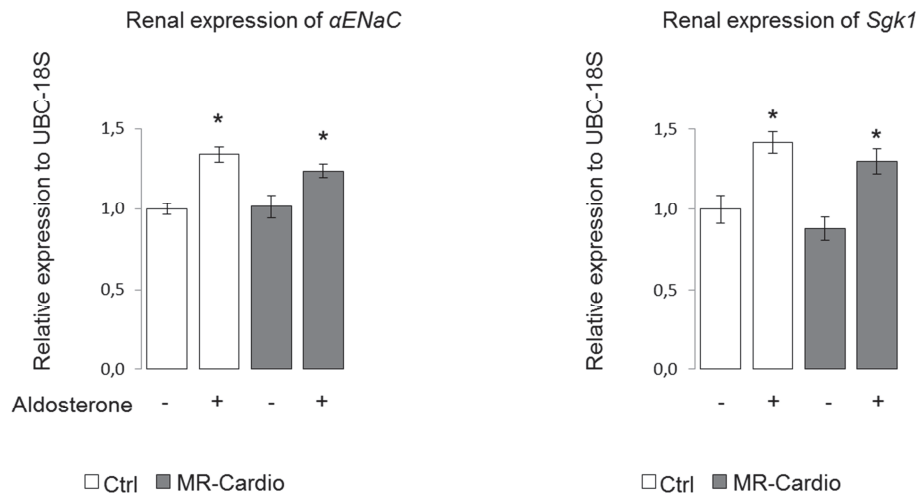 Renal expression of αENaC
Relative expression to UBC-18S
1,5
1,0
0,5
0,0
* *
Aldosterone - + - +
Ctrl MR-Cardio
Renal expression of Sgk1
Relative expression to UBC-18S
1,5
1,0
0,5
0,0
* *
- + - +
Ctrl MR-Cardio